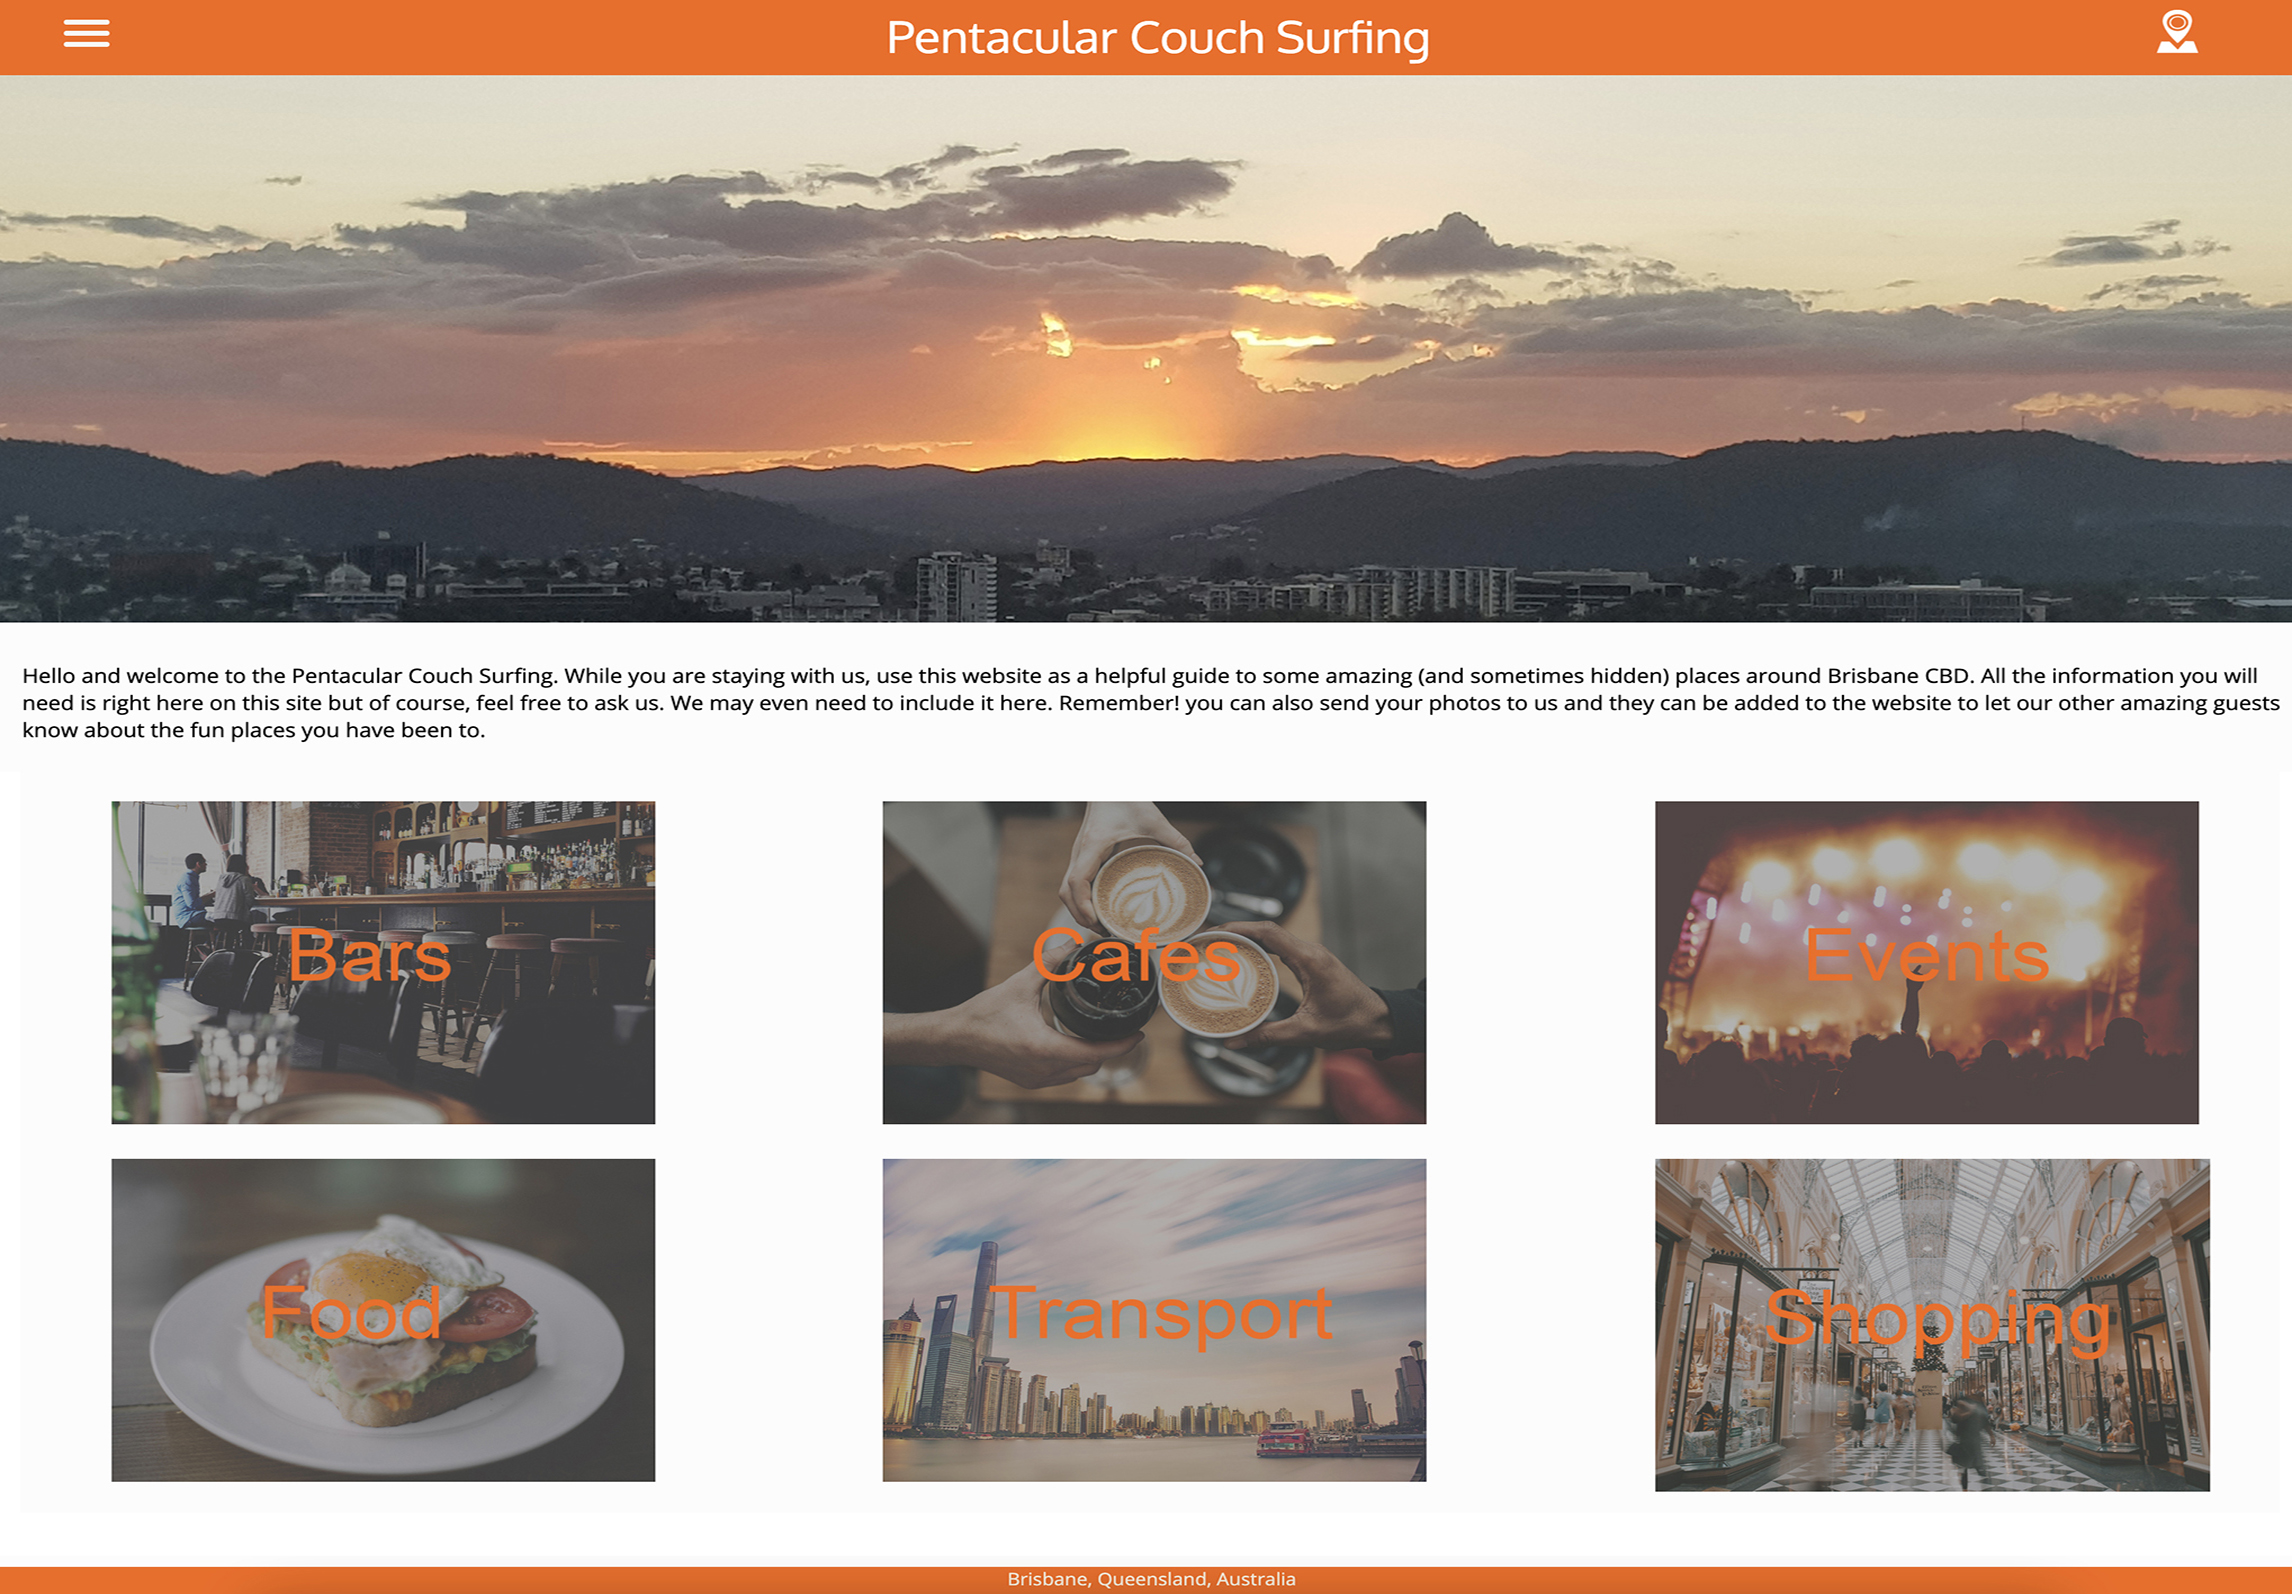 Pentacular Couch Surfing
Hello and welcome to the Pentacular Couch Surfing. While you are staying with us, use this website as a helpful guide to some amazing (and sometimes hidden) places around Brisbane CBD. All the information you will
need is right here on this site but of course, feel free to ask us. We may even need to include it here. Remember! you can also send your photos to us and they can be added to the website to let our other amazing guests
know about the fun places you have been to.
Bars
Cafes
Events
Food
Transport
Shopping
Brisbane, Queensland, Australia